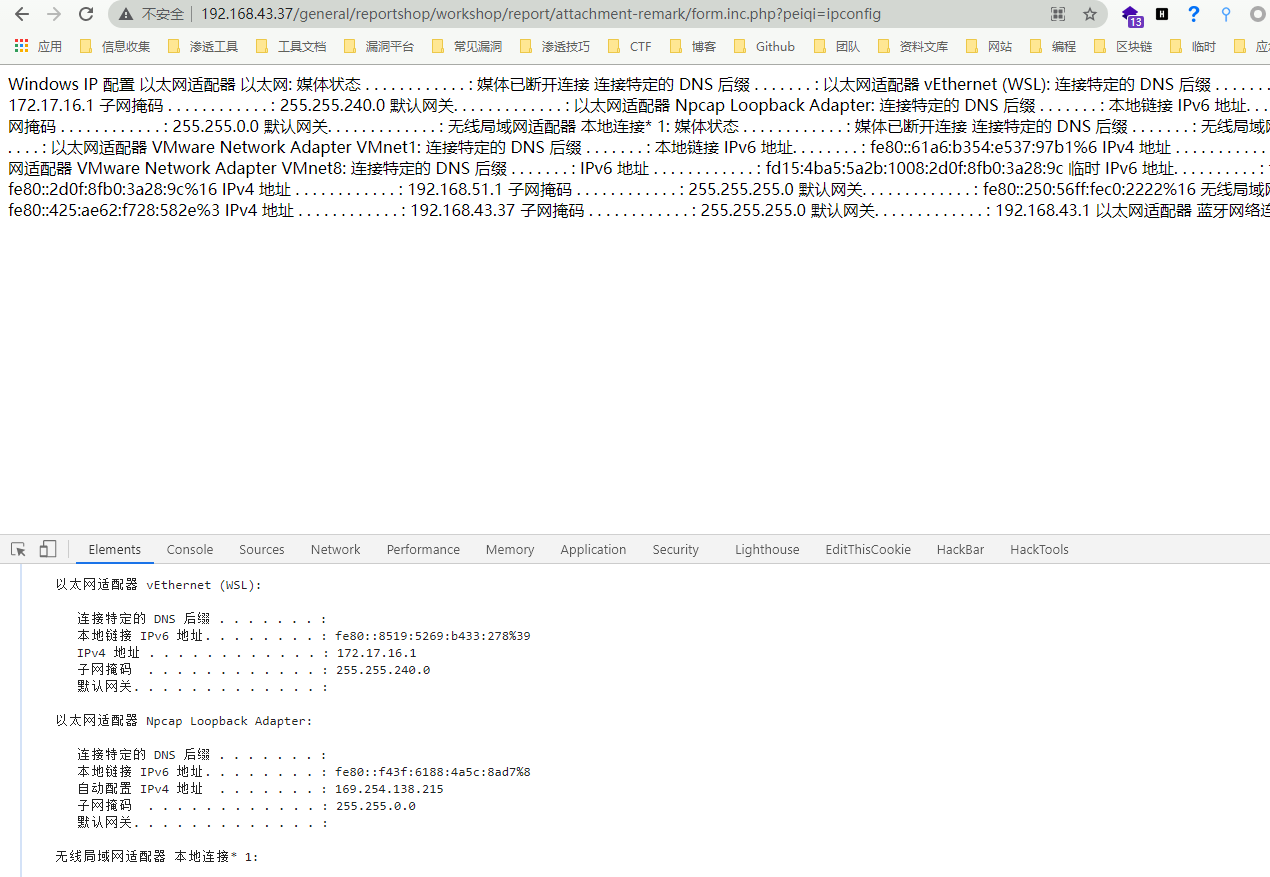 不安全 192.168.43.37/general/reportshop/workshop/report/attachment-remark/form.inc.php?peiqi=ipconfig 13 H ?
应用 信息收集 渗透工具 工具文档 漏洞平台 常见漏洞 渗透技巧 CTF 博客 Github 团队 资料文库 网站 编程 区块链 临时
Windows IP 配置 以太网适配器 以太网: 媒体状态 . . . . . . . . . . . . : 媒体已断开连接 连接特定的 DNS 后缀 . . . . . . . : 以太网适配器 vEthernet (WSL): 连接特定的 DNS 后缀 . . . . . . .
172.17.16.1 子网掩码 . . . . . . . . . . . . : 255.255.240.0 默认网关. . . . . . . . . . . . . : 以太网适配器 Npcap Loopback Adapter: 连接特定的 DNS 后缀 . . . . . . . : 本地链接 IPv6 地址. . .
网掩码 . . . . . . . . . . . . : 255.255.0.0 默认网关. . . . . . . . . . . . . : 无线局域网适配器 本地连接* 1: 媒体状态 . . . . . . . . . . . . : 媒体已断开连接 连接特定的 DNS 后缀 . . . . . . . : 无线局域网
. . . . : 以太网适配器 VMware Network Adapter VMnet1: 连接特定的 DNS 后缀 . . . . . . . : 本地链接 IPv6 地址. . . . . . . . : fe80::61a6:b354:e537:97b1%6 IPv4 地址 . . . . . . . . . . . .
网适配器 VMware Network Adapter VMnet8: 连接特定的 DNS 后缀 . . . . . . . : IPv6 地址 . . . . . . . . . . . . : fd15:4ba5:5a2b:1008:2d0f:8fb0:3a28:9c 临时 IPv6 地址. . . . . . . . . . :
fe80::2d0f:8fb0:3a28:9c%16 IPv4 地址 . . . . . . . . . . . . : 192.168.51.1 子网掩码 . . . . . . . . . . . . : 255.255.255.0 默认网关. . . . . . . . . . . . . : fe80::250:56ff:fec0:2222%16 无线局域网
fe80::425:ae62:f728:582e%3 IPv4 地址 . . . . . . . . . . . . : 192.168.43.37 子网掩码 . . . . . . . . . . . . : 255.255.255.0 默认网关. . . . . . . . . . . . . : 192.168.43.1 以太网适配器 蓝牙网络连
Elements Console Sources Network Performance Memory Application Security Lighthouse EditThisCookie HackBar HackTools
以太网适配器 vEthernet (WSL):
连接特定的 DNS 后缀 . . . . . . . :
本地链接 IPv6 地址. . . . . . . . : fe80::8519:5269:b433:278%39
IPv4 地址 . . . . . . . . . . . . : 172.17.16.1
子网掩码 . . . . . . . . . . . . : 255.255.240.0
默认网关. . . . . . . . . . . . . :
以太网适配器 Npcap Loopback Adapter:
连接特定的 DNS 后缀 . . . . . . . :
本地链接 IPv6 地址. . . . . . . . : fe80::f43f:6188:4a5c:8ad7%8
自动配置 IPv4 地址 . . . . . . . : 169.254.138.215
子网掩码 . . . . . . . . . . . . : 255.255.0.0
默认网关. . . . . . . . . . . . . :
无线局域网适配器 本地连接* 1: